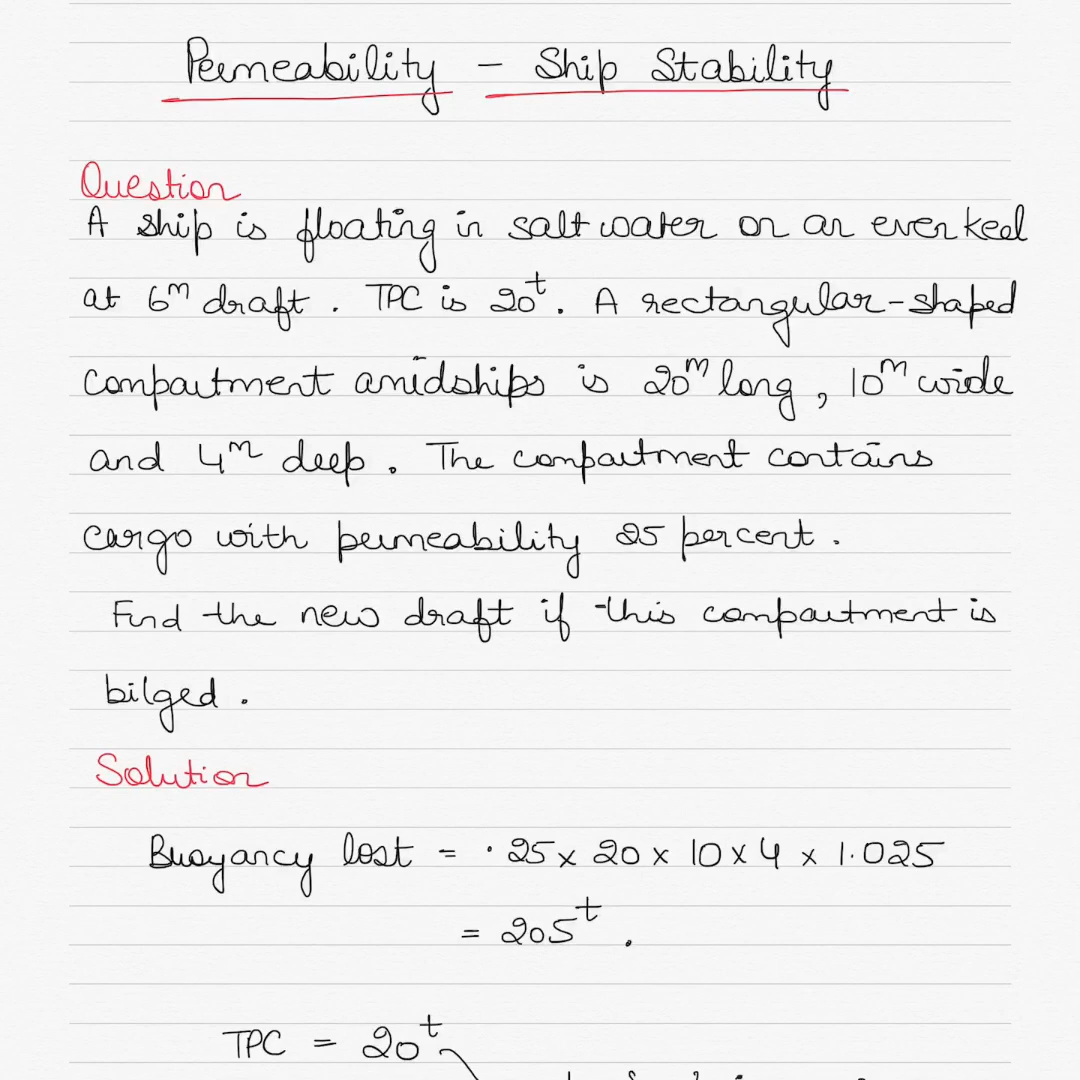 Permeability - Ship Stability
Question
A ship is floating in salt water on an even keel
at 6m draft. TPC is 20t. A rectangular-shaped
compartment amidships is 20m long, 10m wide
and 4m deep. The compartment contains
cargo with permeability 25 percent.
Find the new draft if this compartment is
bilged.
Solution
Buoyancy lost = .25 x 20 x 10 x 4 x 1.025
= 205t.
TPC = 20t